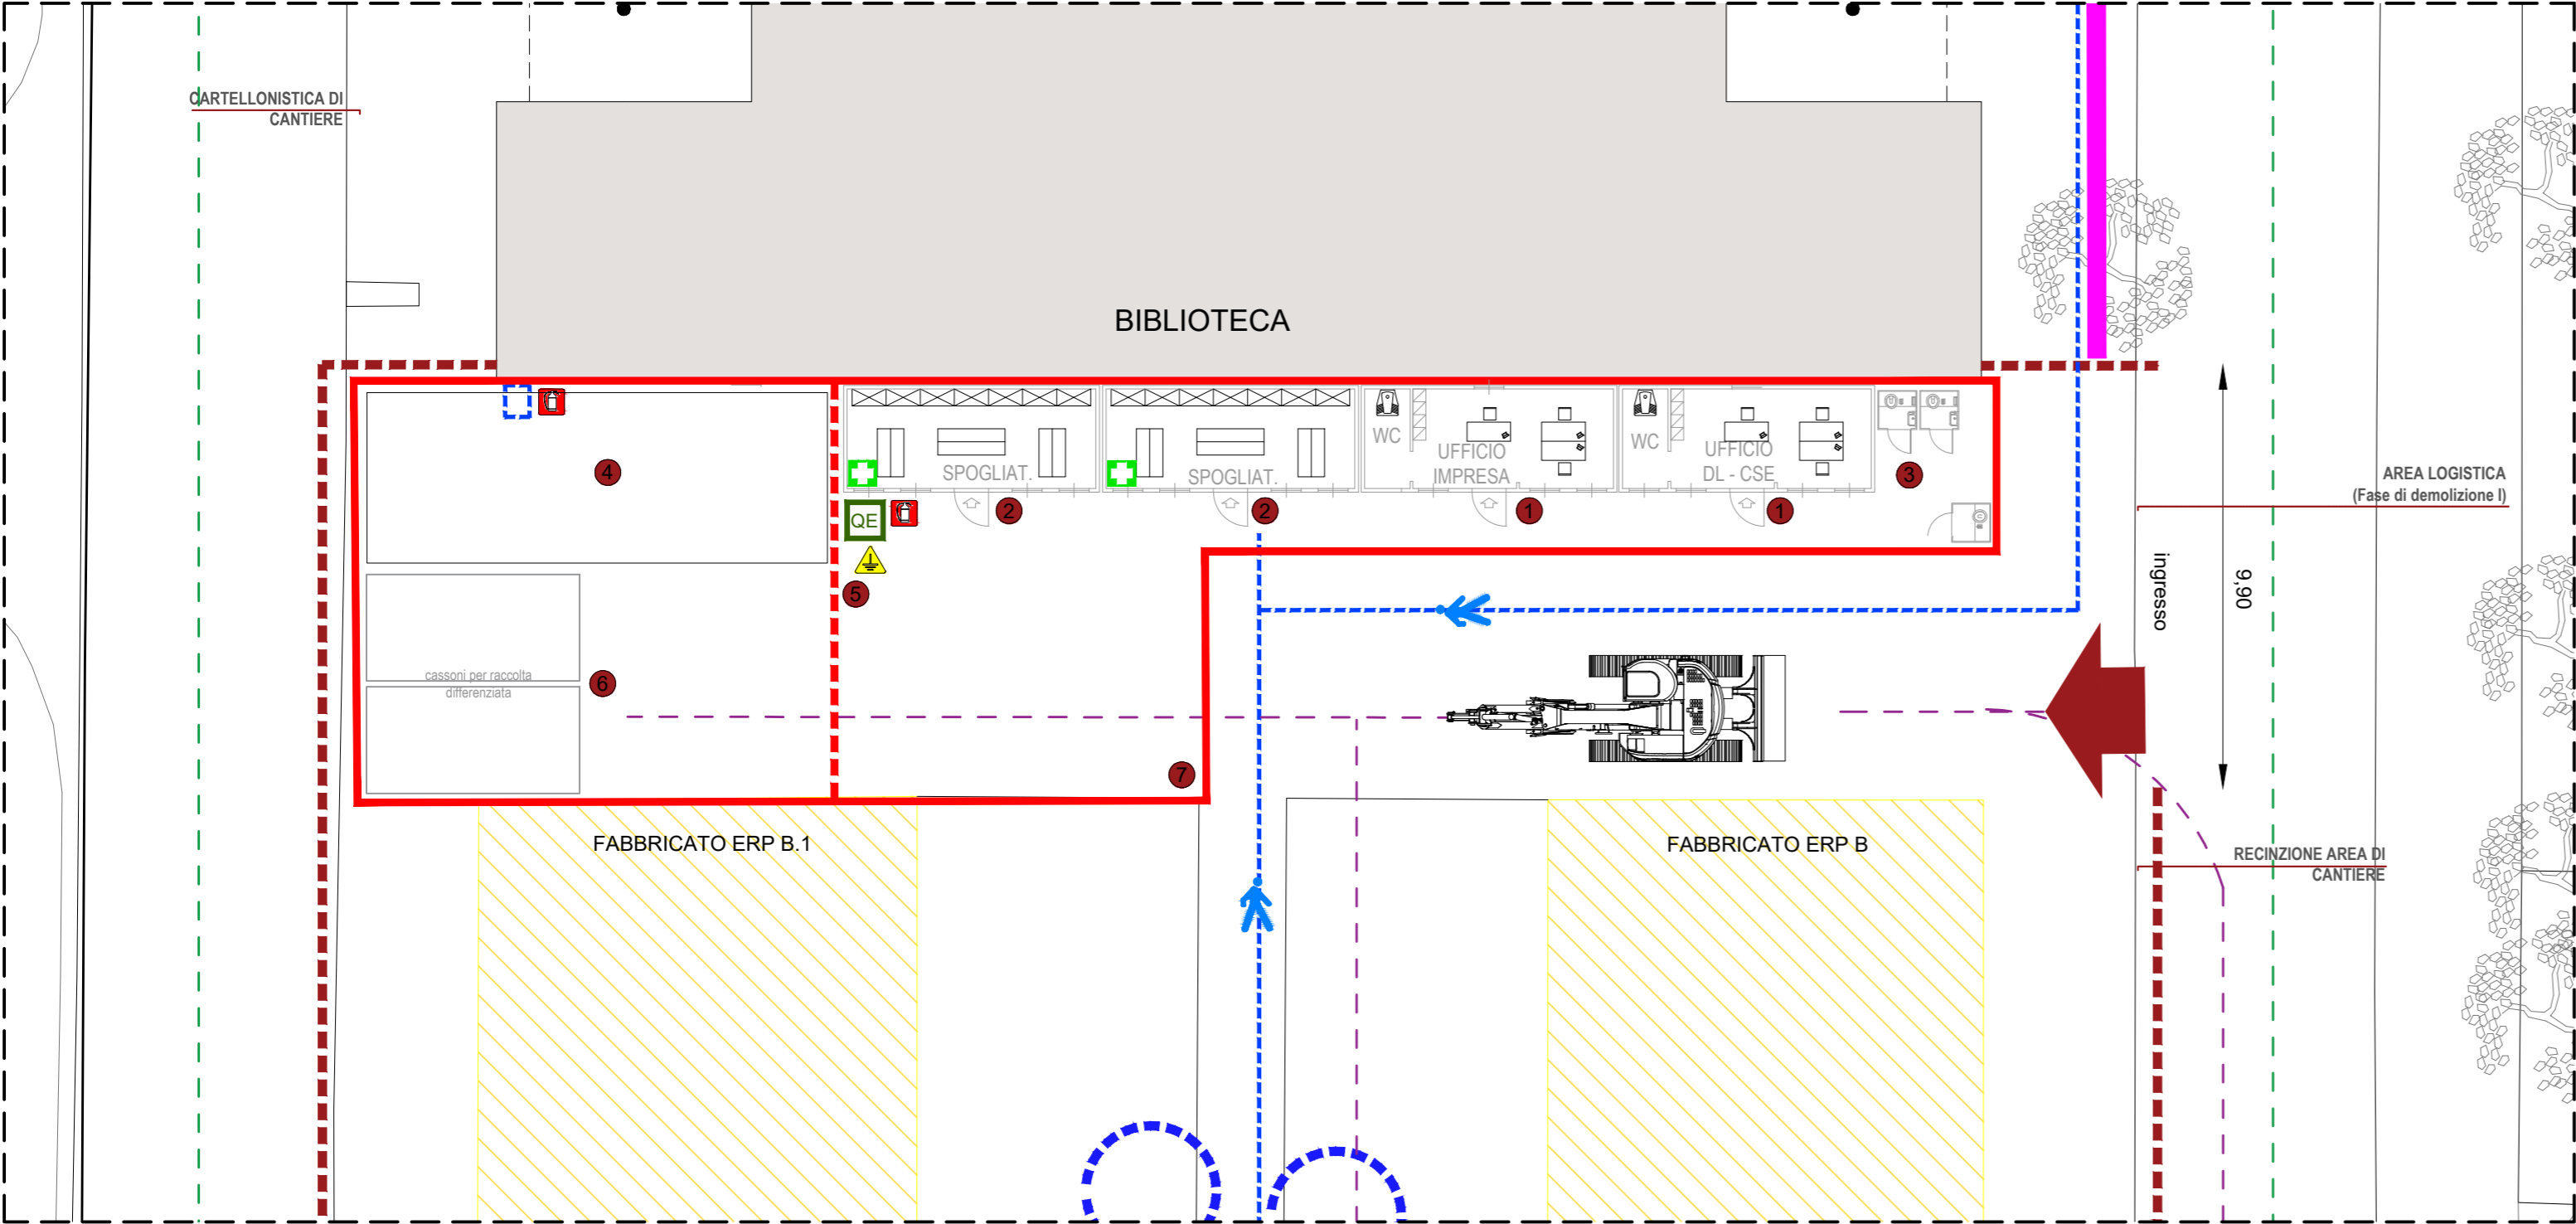 CARTELLONISTICA DI
CANTIERE
BIBLIOTECA
WC
UFFICIO
IMPRESA
WC
UFFICIO
DL - CSE
SPOGLIAT.
SPOGLIAT.
4
3
2
2
1
1
QE
5
AREA LOGISTICA
(Fase di demolizione I)
ingresso
9,90
cassoni per raccolta
differenziata
6
7
FABBRICATO ERP B.1
FABBRICATO ERP B
RECINZIONE AREA DI
CANTIERE